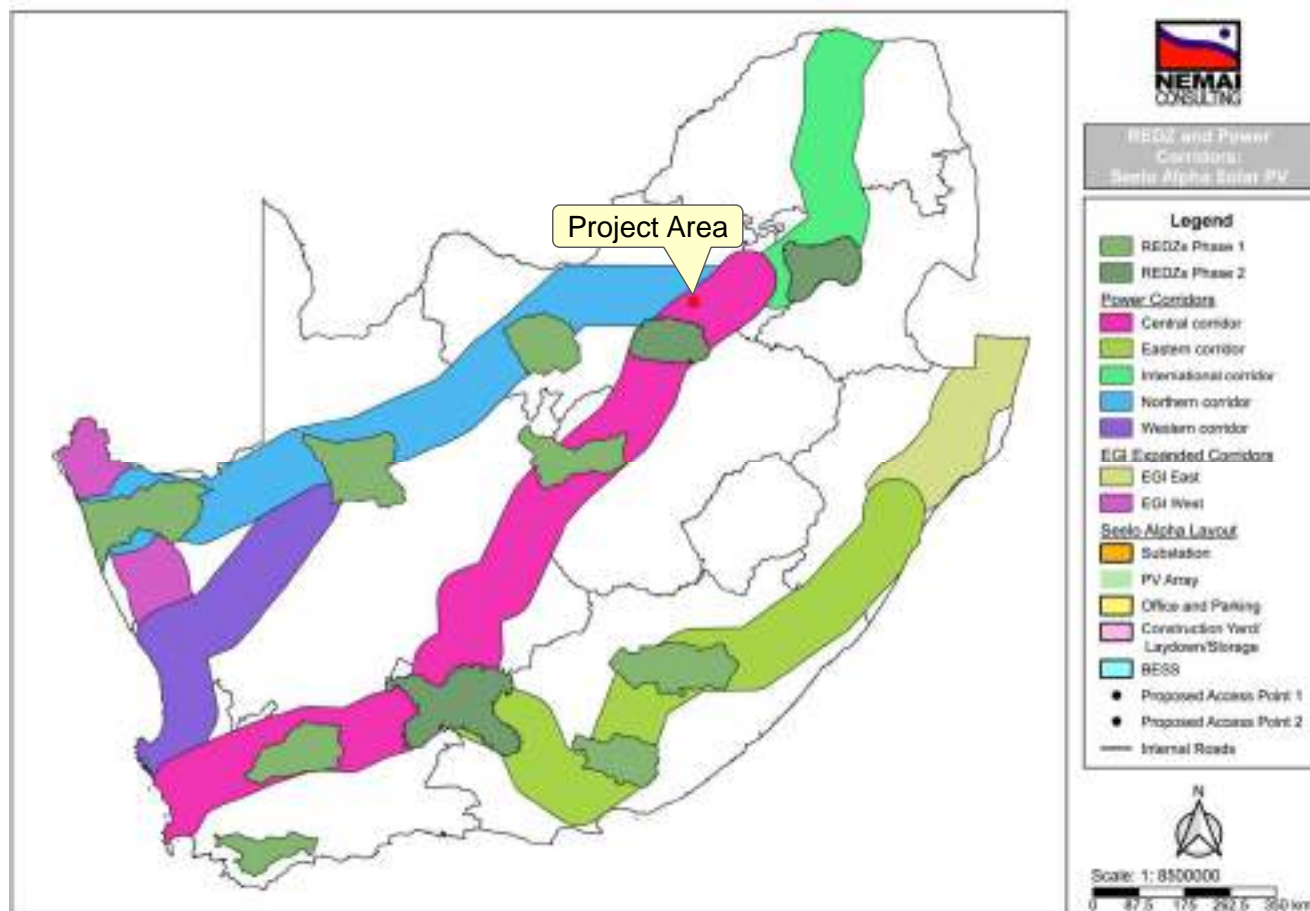 Project Area
NEMAI
CONSULTING
REDZ and Power
Corridors:
Seelo Alpha Solar PV
Legend
REDZs Phase 1
REDZs Phase 2
Power Corridors
Central corridor
Eastern corridor
International corridor
Northern corridor
Western corridor
EGI Expanded Corridors
EGI East
EGI West
Seelo Alpha Layout
Substation
PV Array
Office and Parking
Construction Yard/
Laydown/Storage
BESS
Proposed Access Point 1
Proposed Access Point 2
Internal Roads
N
Scale: 1: 8500000
0 87.5 175 262.5 350 km